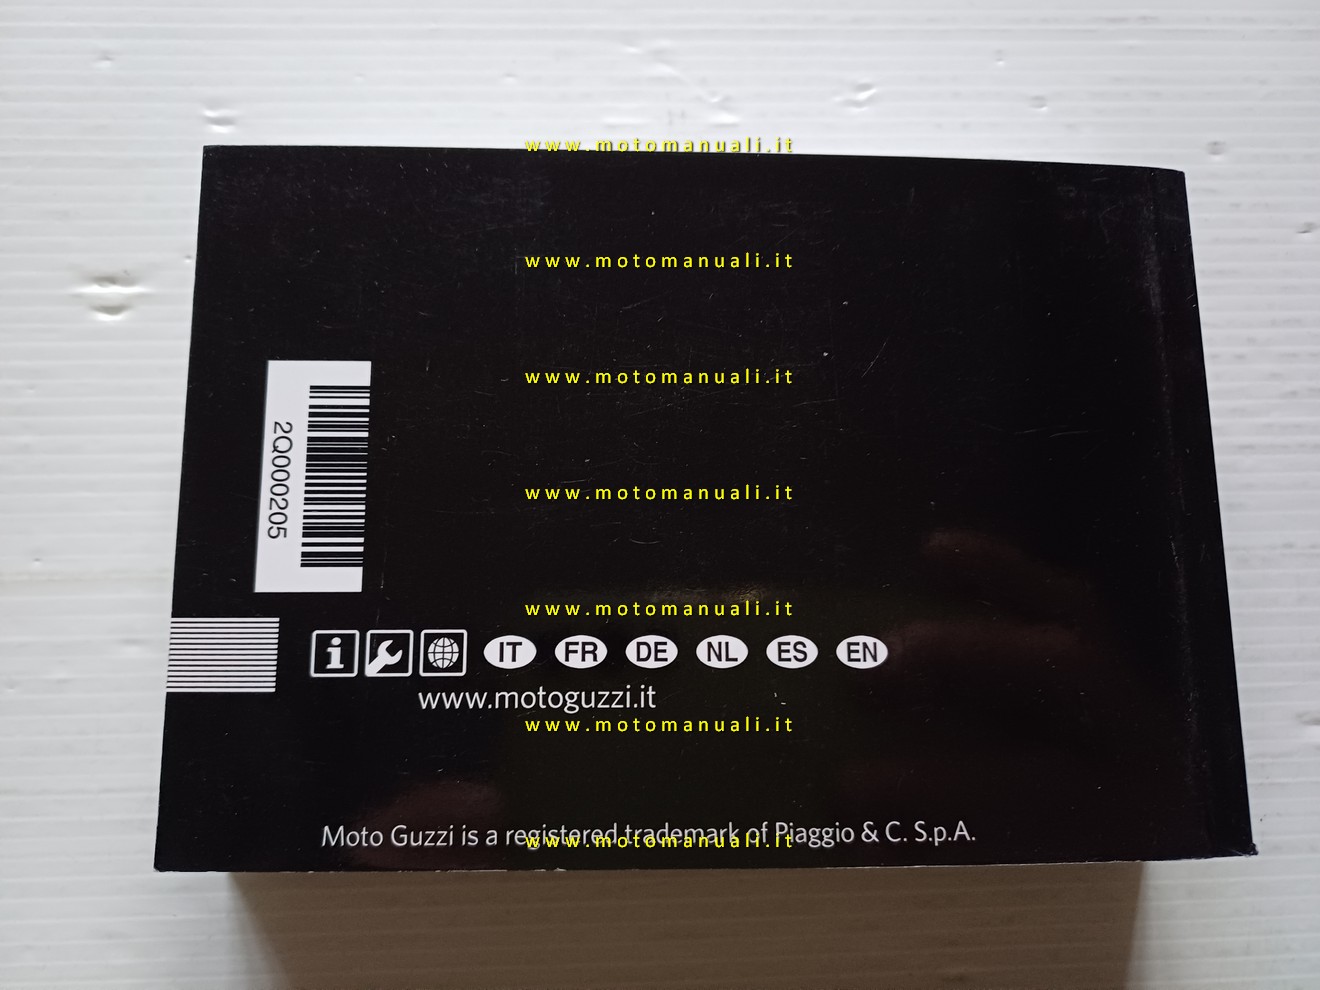 www.motomanuali.it
www.motomanuali.it
www.motomanuali.it
2Q000205
www.motomanuali.it
www.motomanuali.it
i IT FR DE NL ES EN
www.motoguzzi.it
www.motomanuali.it
Moto Guzzi is a registered trademark of Piaggio & C. S.p.A.
www.motomanuali.it